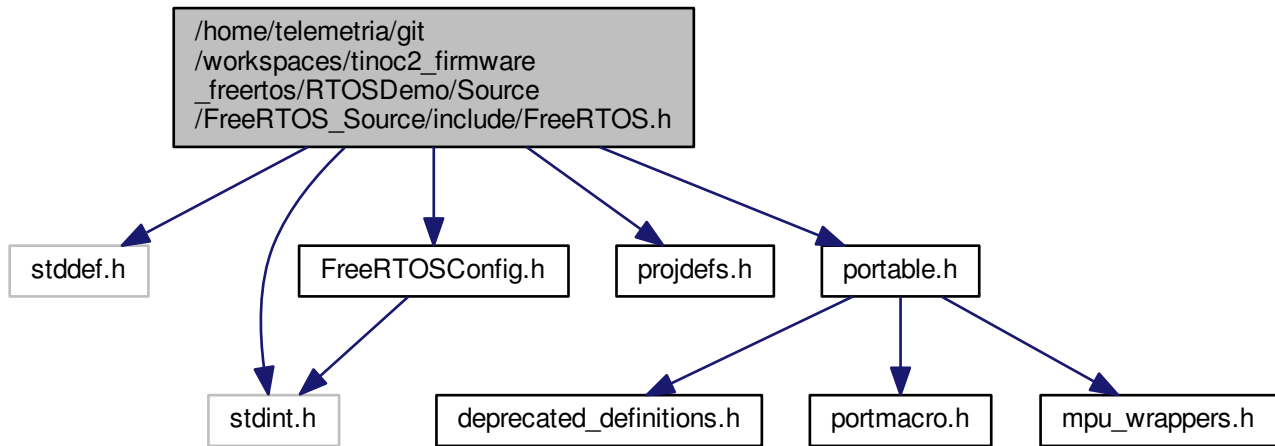 /home/telemetria/git
/workspaces/tinoc2_firmware
_freertos/RTOSDemo/Source
/FreeRTOS_Source/include/FreeRTOS.h
stddef.h
FreeRTOSConfig.h
projdefs.h
portable.h
stdint.h
deprecated_definitions.h
portmacro.h
mpu_wrappers.h